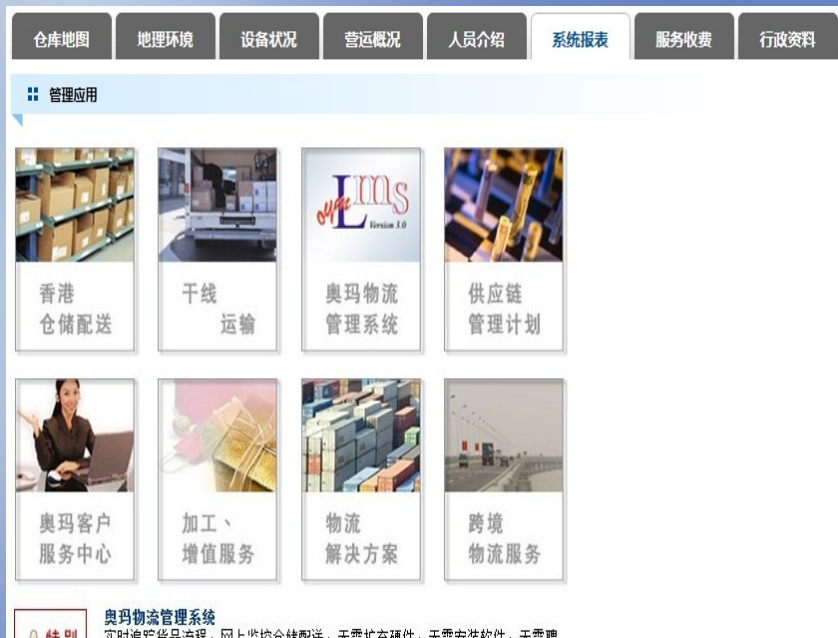 仓库地图 地理环境 设备状况 营运概况 人员介绍 系统报表 服务收费 行政资料
管理应用
oym Lms
Version 3.0
香港
仓储配送
干线
运输
奥玛物流
管理系统
供应链
管理计划
奥玛客户
服务中心
加工、
增值服务
物流
解决方案
跨境
物流服务
特别
奥玛物流管理系统
实时追踪货品流程，网上监控仓储配送，无需扩充硬件，无需安装软件，无需聘